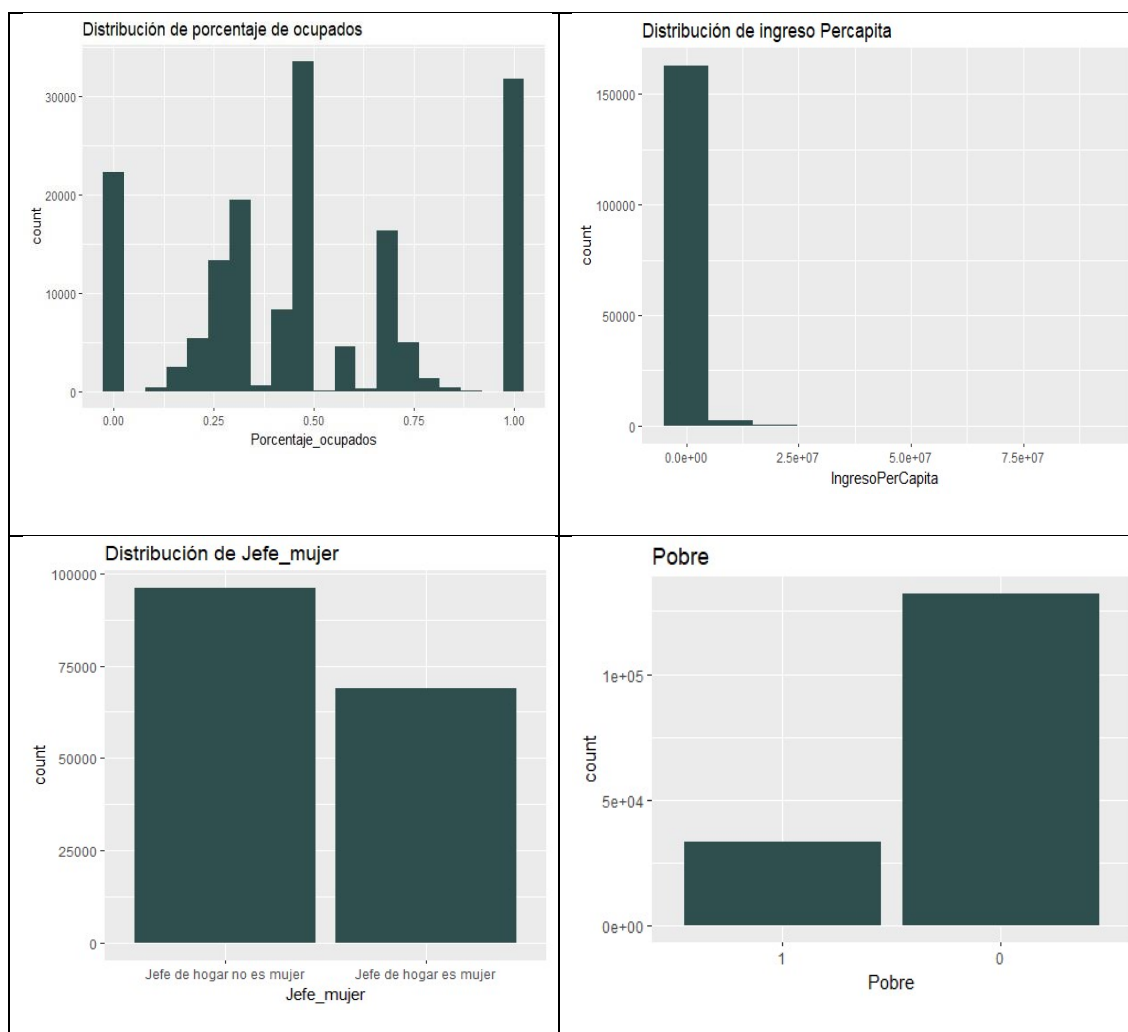 Distribución de porcentaje de ocupados
30000
20000
10000
0
count
0.00 0.25 0.50 0.75 1.00
Porcentaje_ocupados
Distribución de ingreso Percapita
150000
100000
50000
0
count
0.0e+00 2.5e+07 5.0e+07 7.5e+07
IngresoPerCapita
Distribución de Jefe_mujer
100000
75000
50000
25000
0
count
Jefe de hogar no es mujer Jefe de hogar es mujer
Jefe_mujer
Pobre
1e+05
5e+04
0e+00
count
1 0
Pobre